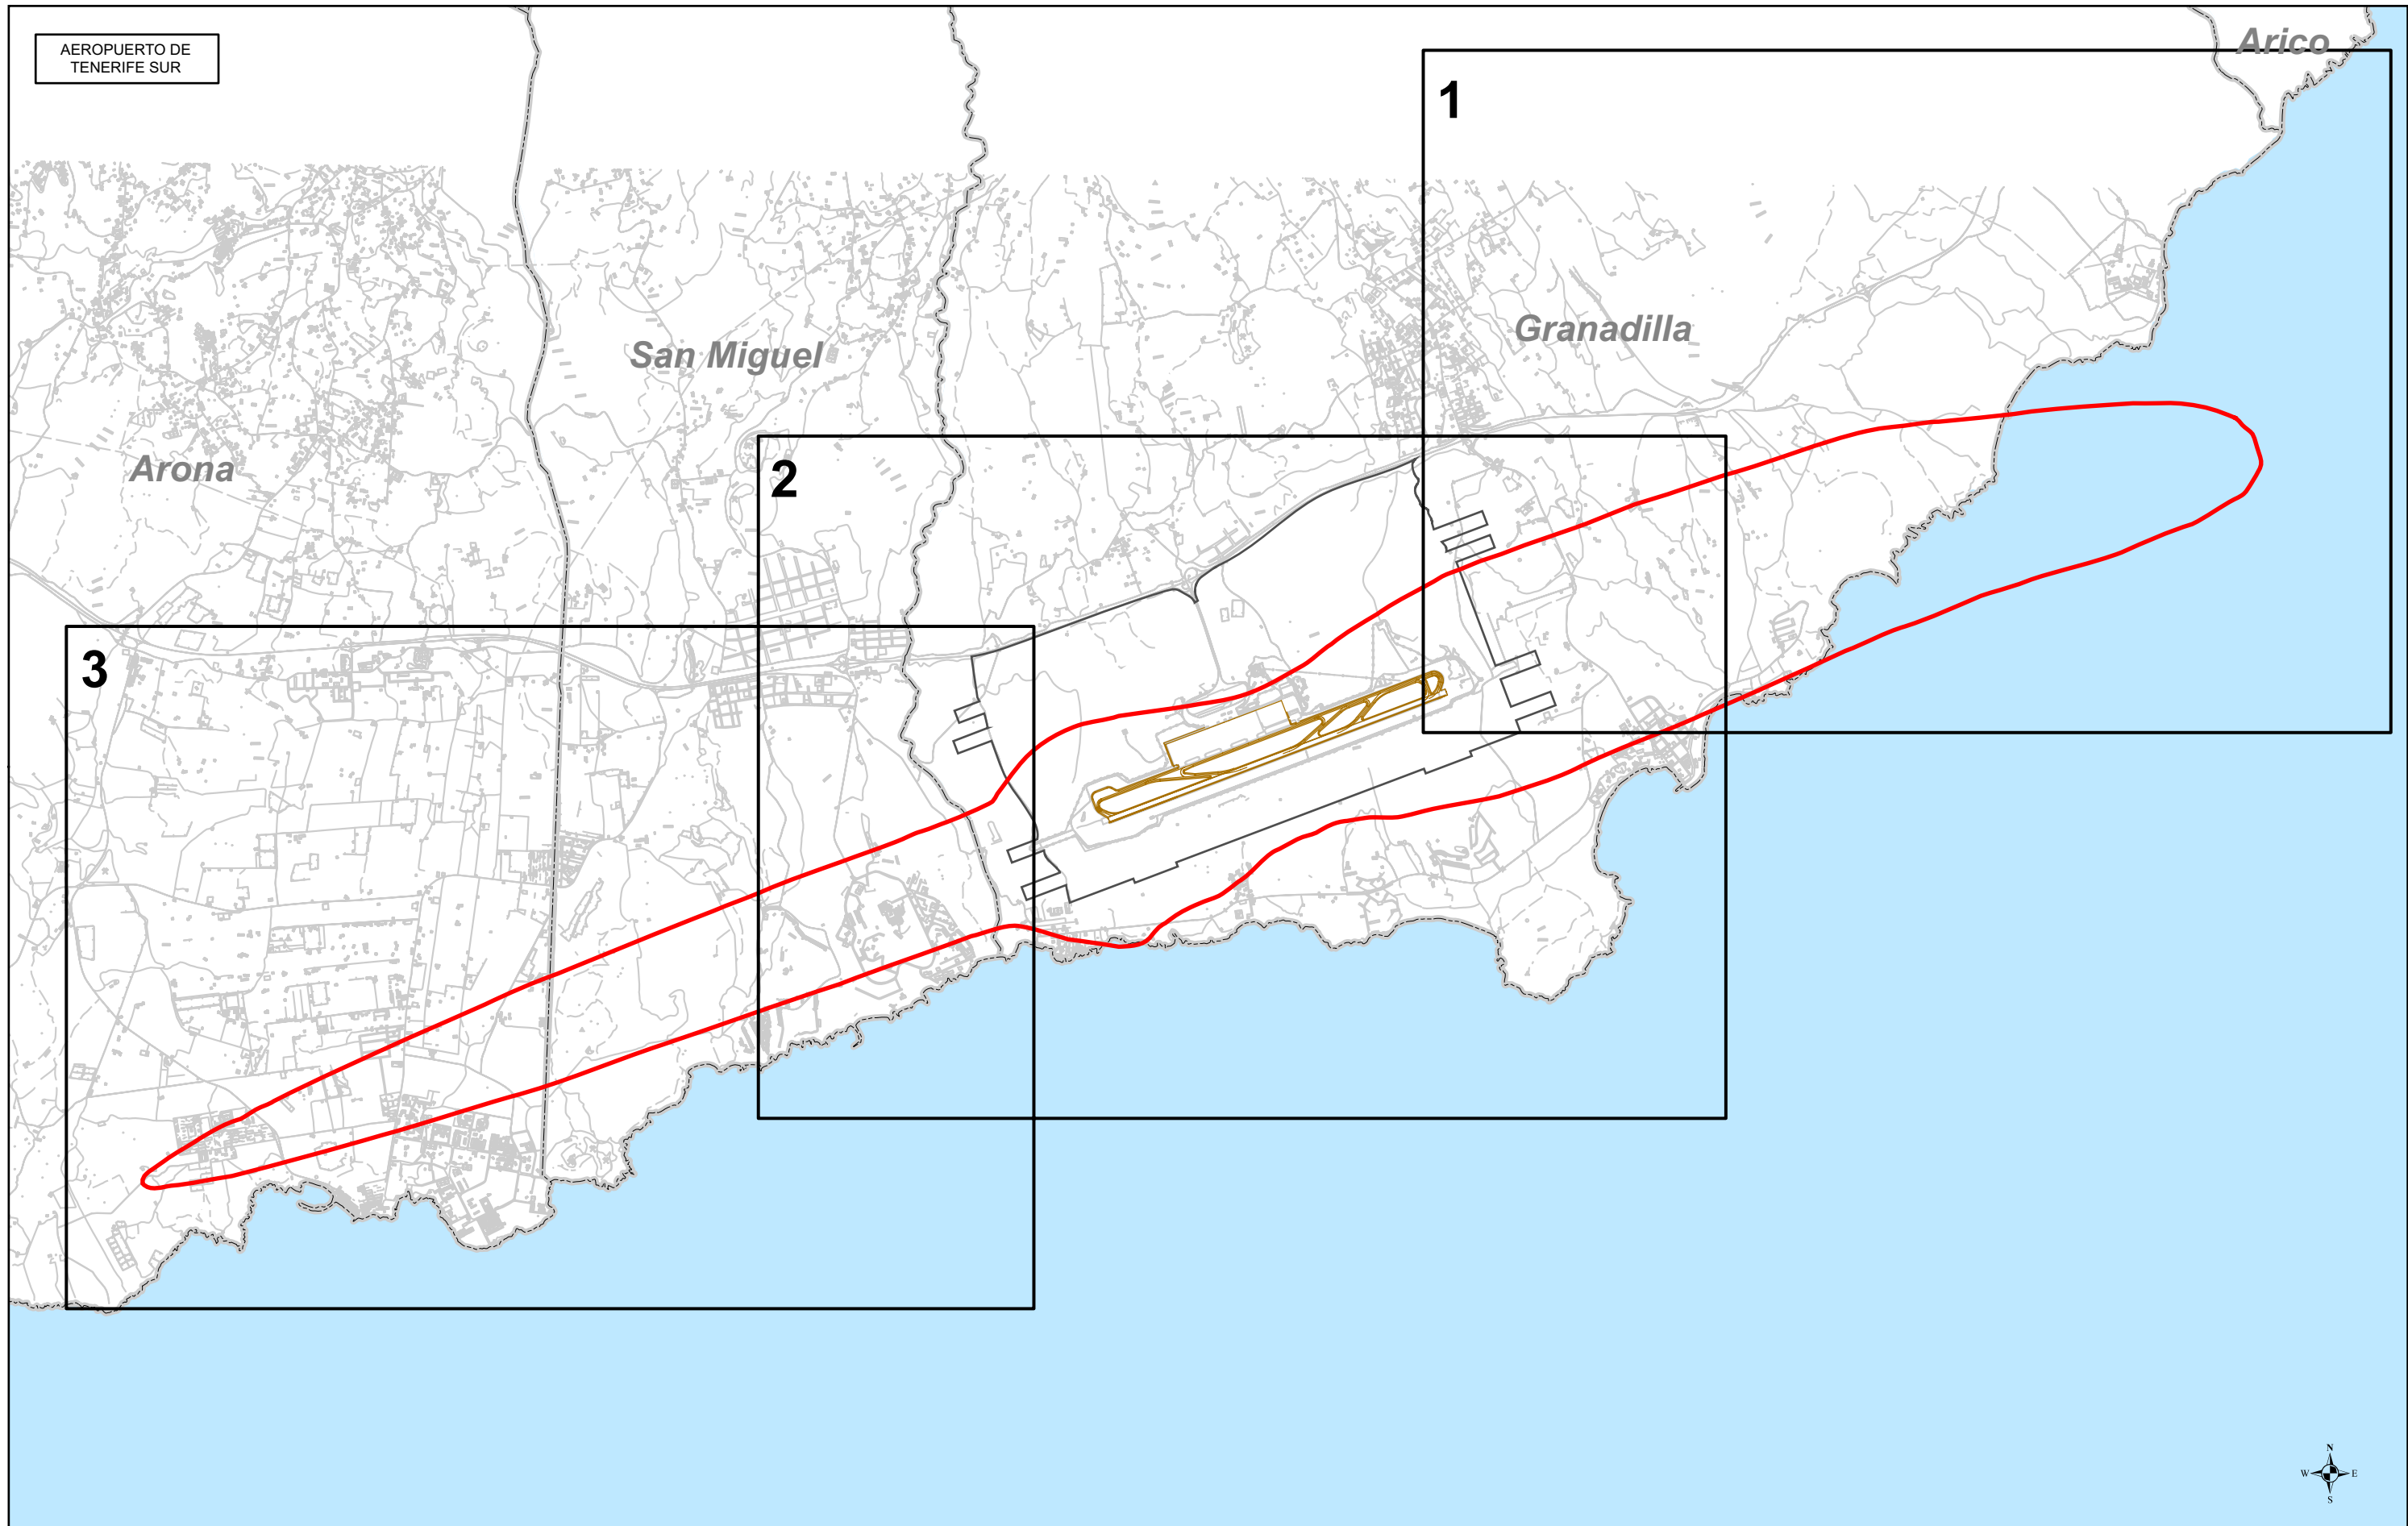 AEROPUERTO DE
TENERIFE SUR
Arico
1
Granadilla
San Miguel
Arona
2
3
N
W E
S